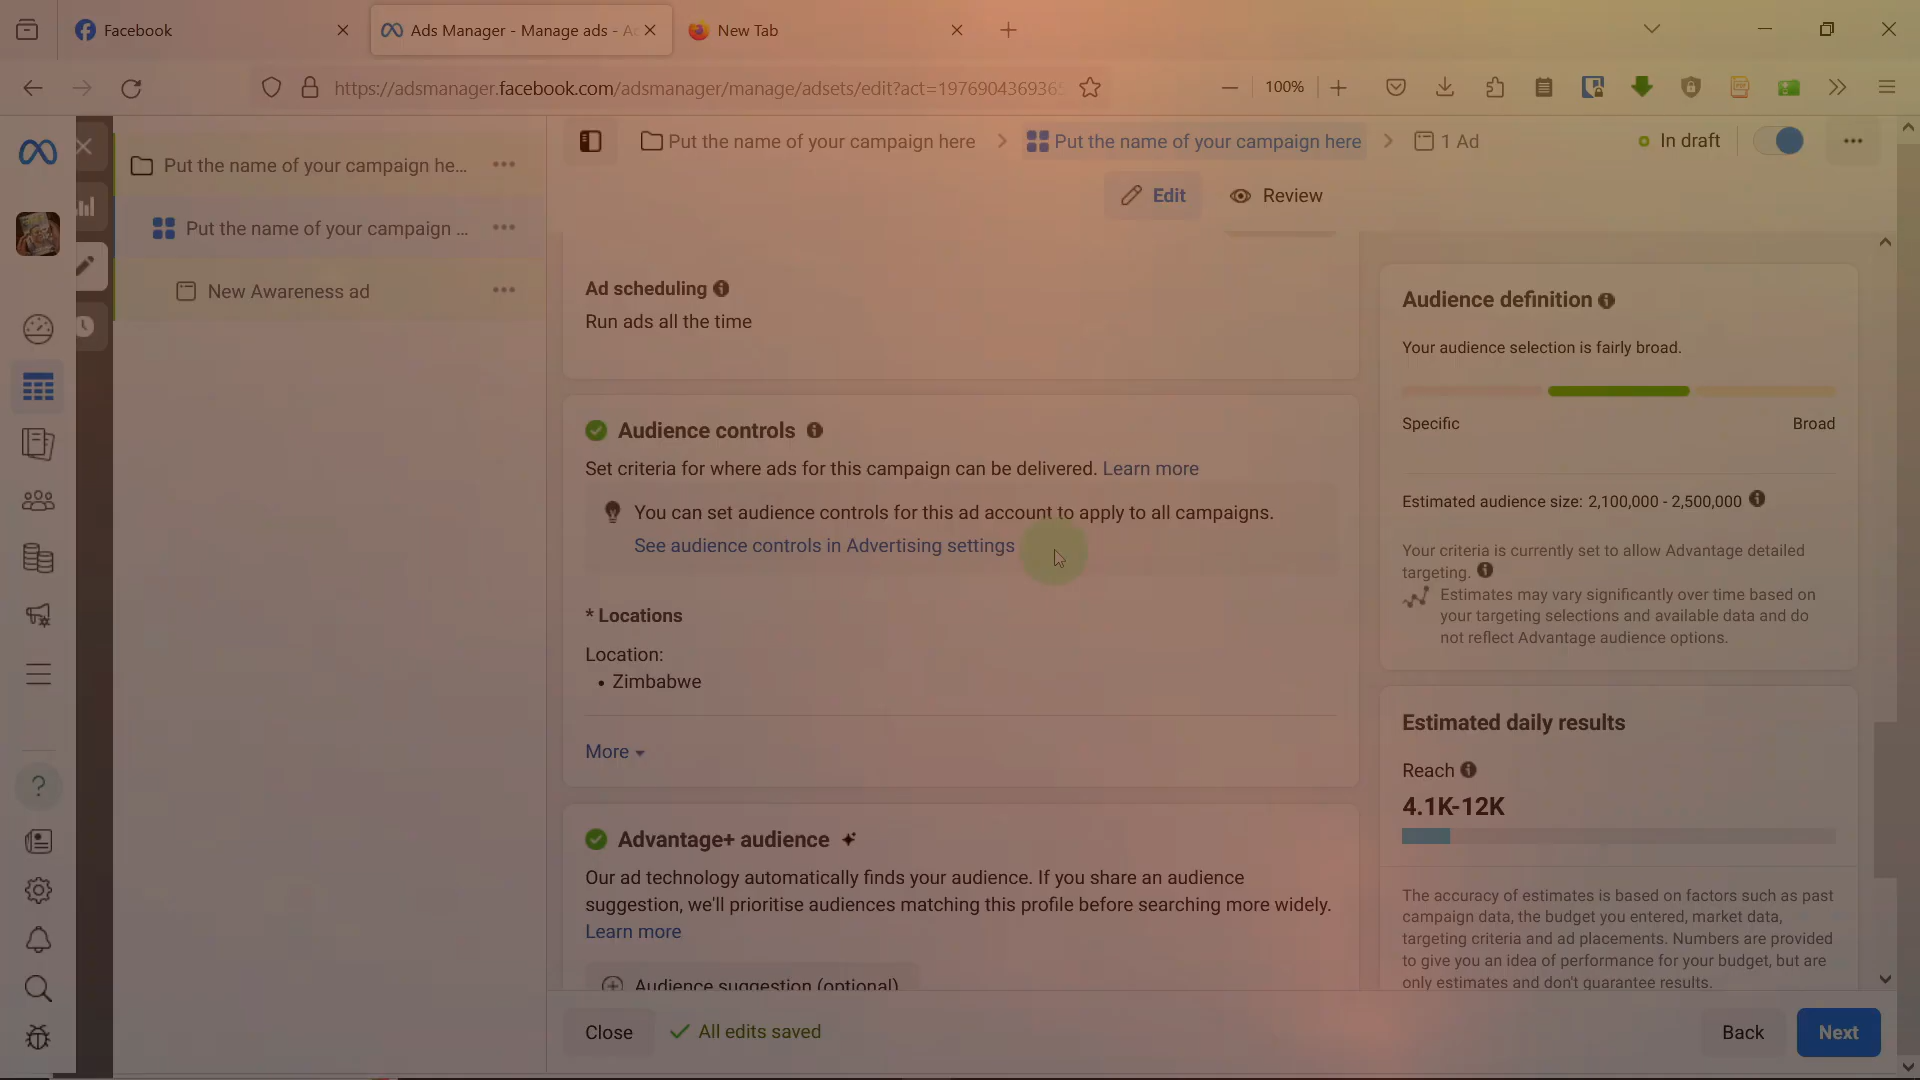 Facebook
Ads Manager - Manage ads - Ac
New Tab
https://adsmanager.facebook.com/adsmanager/manage/adsets/edit?act=1976904369365
100%
Put the name of your campaign he...
Put the name of your campaign ...
New Awareness ad
Put the name of your campaign here
Put the name of your campaign here
1 Ad
In draft
Edit
Review
Ad scheduling
Run ads all the time
Audience controls
Set criteria for where ads for this campaign can be delivered. Learn more
You can set audience controls for this ad account to apply to all campaigns.
See audience controls in Advertising settings
* Locations
Location:
• Zimbabwe
More
Advantage+ audience
Our ad technology automatically finds your audience. If you share an audience
suggestion, we'll prioritise audiences matching this profile before searching more widely.
Learn more
Audience suggestion (optional)
Audience definition
Your audience selection is fairly broad.
Specific
Broad
Estimated audience size: 2,100,000 - 2,500,000
Your criteria is currently set to allow Advantage detailed
targeting.
Estimates may vary significantly over time based on
your targeting selections and available data and do
not reflect Advantage audience options.
Estimated daily results
Reach
4.1K-12K
The accuracy of estimates is based on factors such as past
campaign data, the budget you entered, market data,
targeting criteria and ad placements. Numbers are provided
to give you an idea of performance for your budget, but are
only estimates and don't guarantee results.
Close
All edits saved
Back
Next